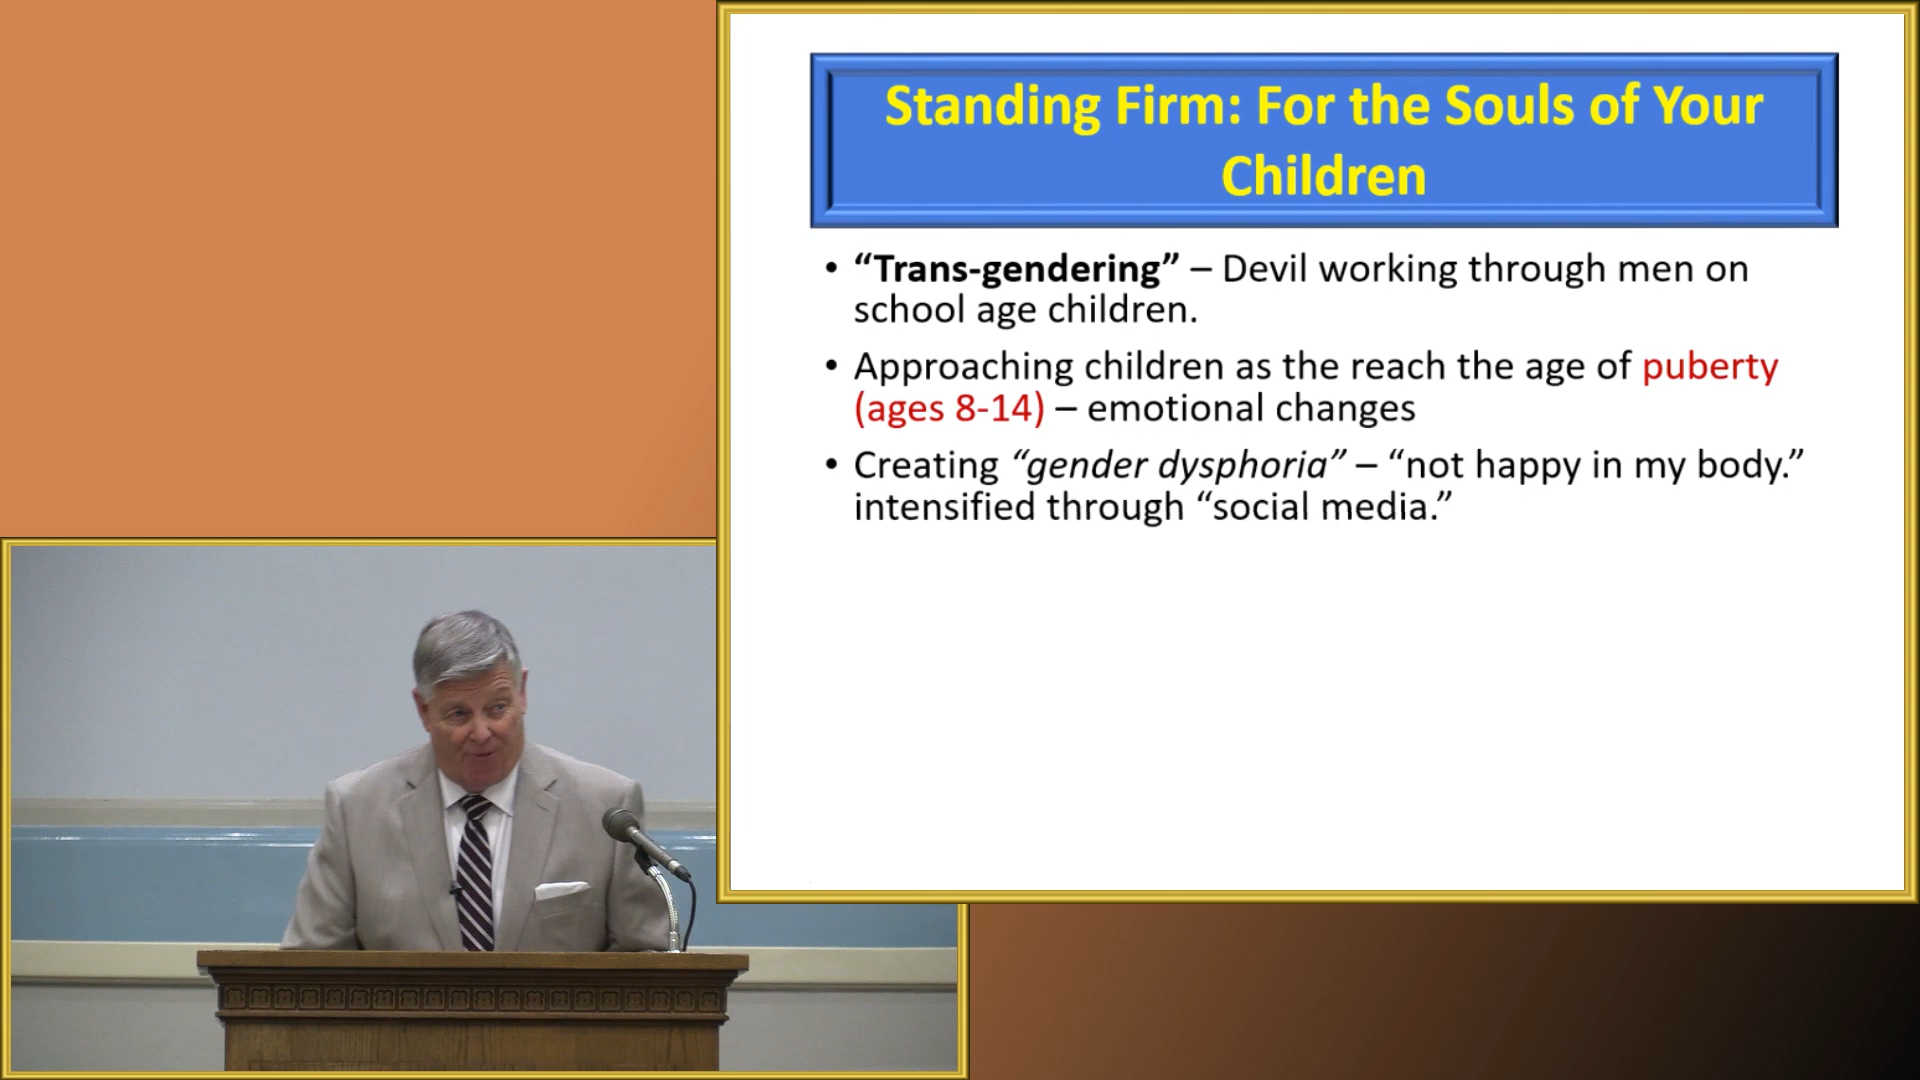 Standing Firm: For the Souls of Your
Children
• “Trans-gendering” – Devil working through men on
school age children.
• Approaching children as the reach the age of puberty
(ages 8-14) – emotional changes
• Creating “gender dysphoria” – “not happy in my body.”
intensified through “social media.”